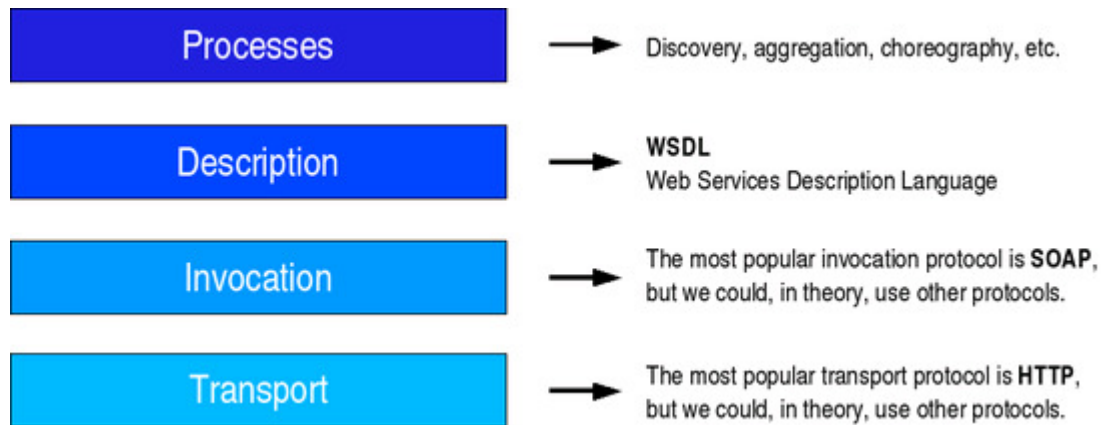 Processes
Discovery, aggregation, choreography, etc.
Description
WSDL
Web Services Description Language
Invocation
The most popular invocation protocol is SOAP,
but we could, in theory, use other protocols.
Transport
The most popular transport protocol is HTTP,
but we could, in theory, use other protocols.